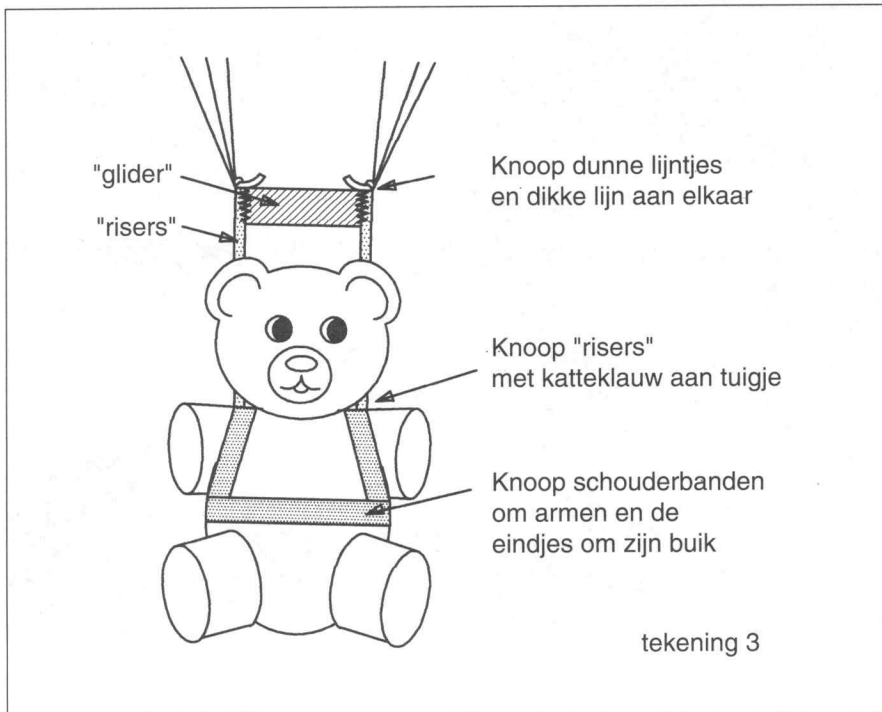 "glider"
"risers"
Knoop dunne lijntjes
en dikke lijn aan elkaar
Knoop "risers"
met katteklauw aan tuigje
Knoop schouderbanden
om armen en de
eindjes om zijn buik
tekening 3